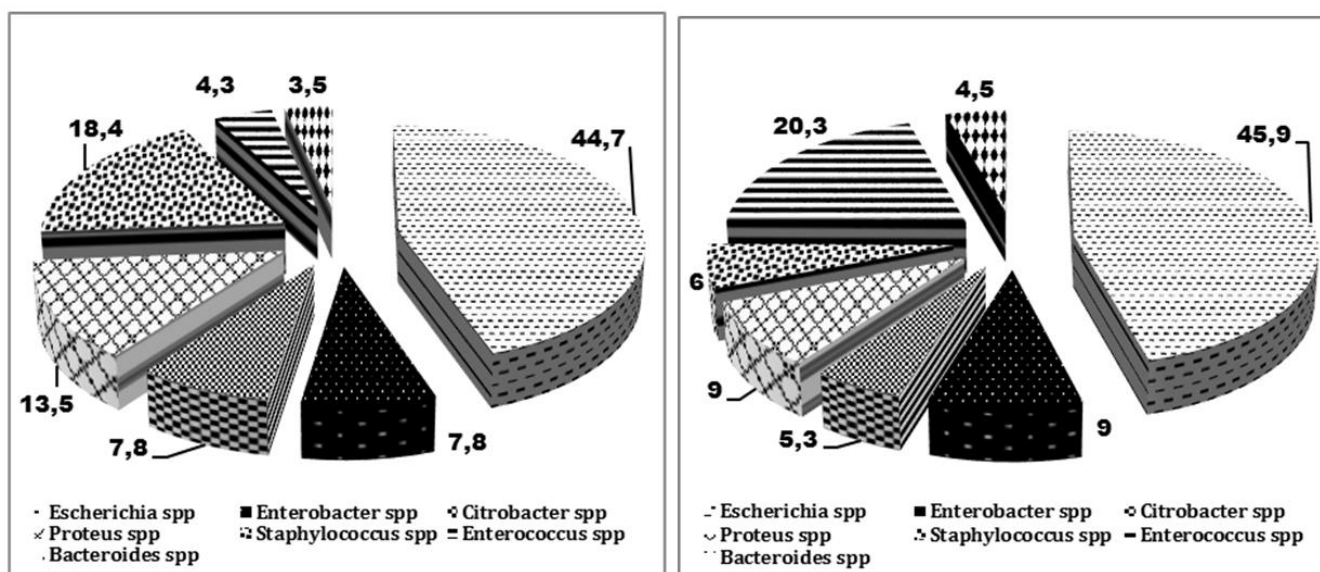 4,3
3,5
18,4
44,7
13,5
7,8
7,8
Escherichia spp
Enterobacter spp
Citrobacter spp
Proteus spp
Staphylococcus spp
Enterococcus spp
Bacteroides spp
4,5
20,3
45,9
6
9
5,3
9
Escherichia spp
Enterobacter spp
Citrobacter spp
Proteus spp
Staphylococcus spp
Enterococcus spp
Bacteroides spp